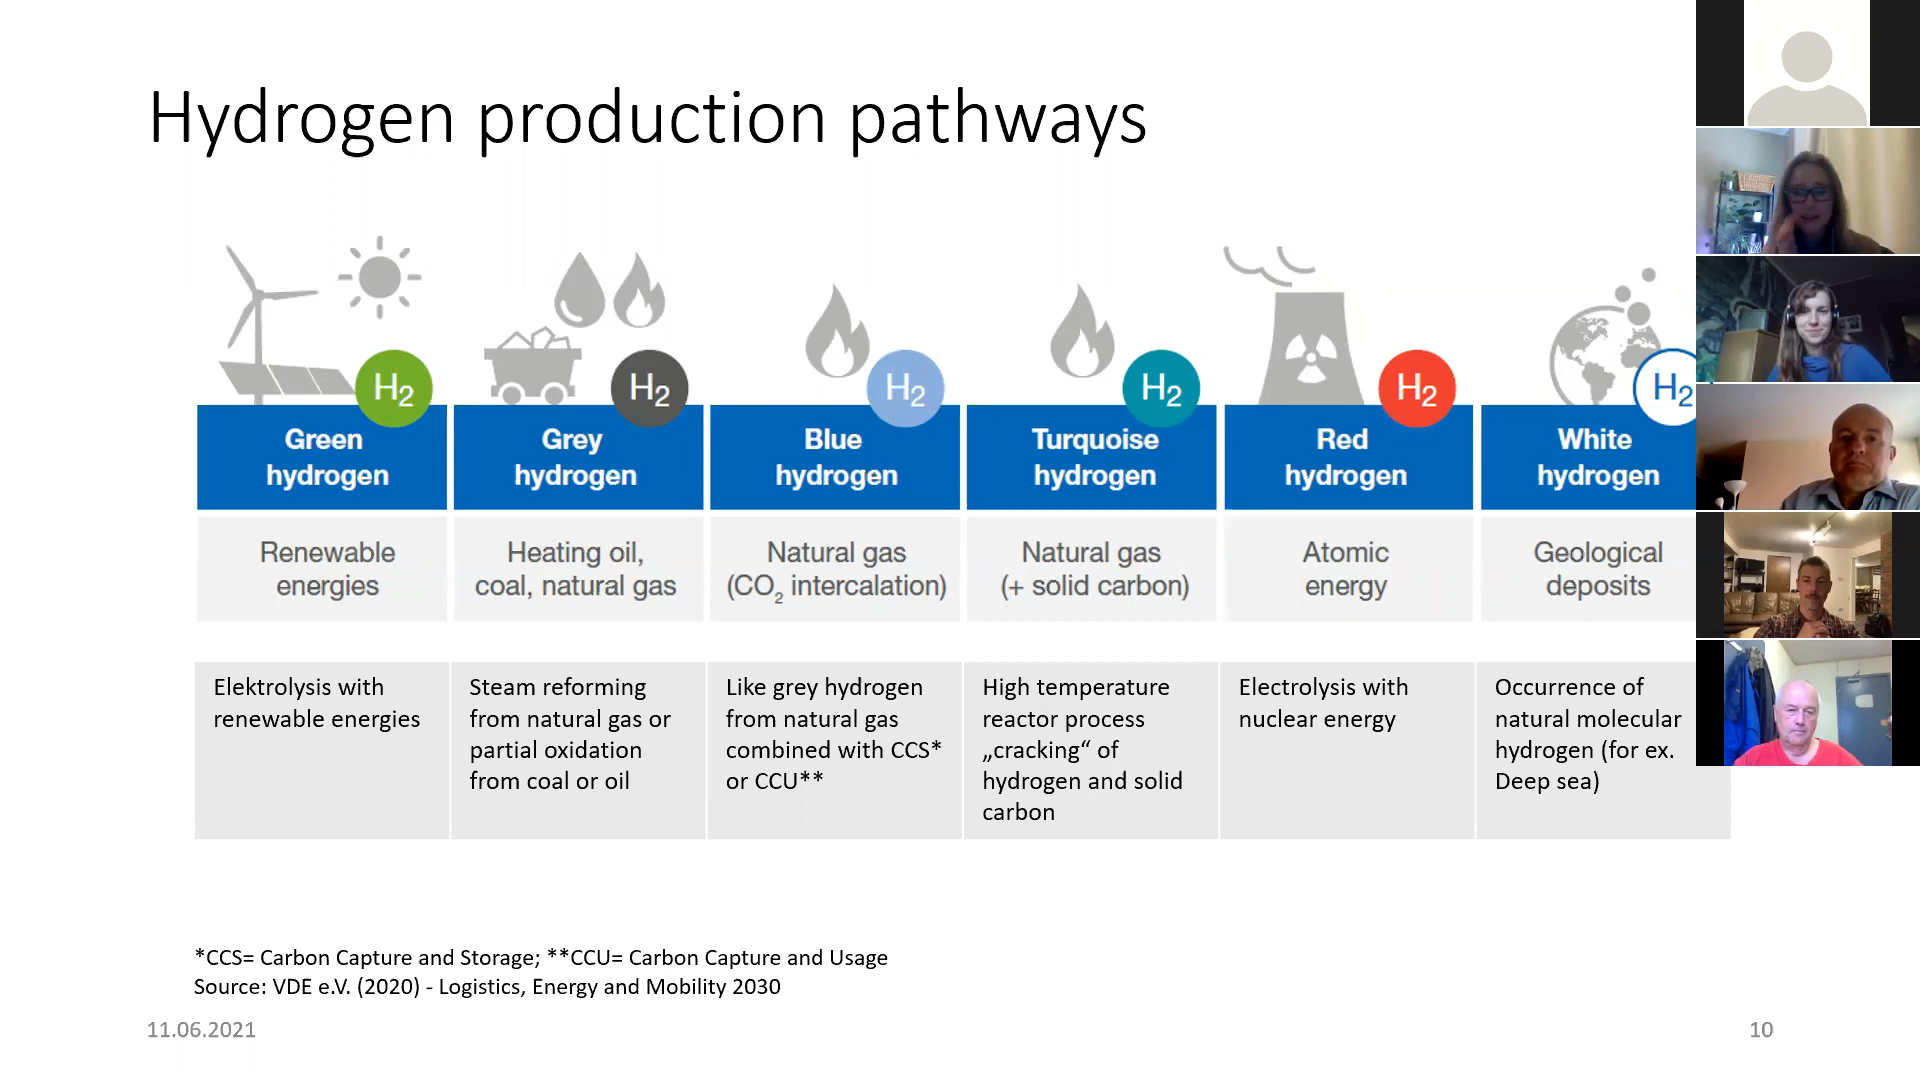 Hydrogen production pathways
H2
H2
H2
H2
H2
H2
Green
hydrogen
Grey
hydrogen
Blue
hydrogen
Turquoise
hydrogen
Red
hydrogen
White
hydrogen
Renewable
energies
Heating oil,
coal, natural gas
Natural gas
(CO2 intercalation)
Natural gas
(+ solid carbon)
Atomic
energy
Geological
deposits
Elektrolysis with
renewable energies
Steam reforming
from natural gas or
partial oxidation
from coal or oil
Like grey hydrogen
from natural gas
combined with CCS*
or CCU**
High temperature
reactor process
„cracking“ of
hydrogen and solid
carbon
Electrolysis with
nuclear energy
Occurrence of
natural molecular
hydrogen (for ex.
Deep sea)
*CCS= Carbon Capture and Storage; **CCU= Carbon Capture and Usage
Source: VDE e.V. (2020) - Logistics, Energy and Mobility 2030
11.06.2021
10